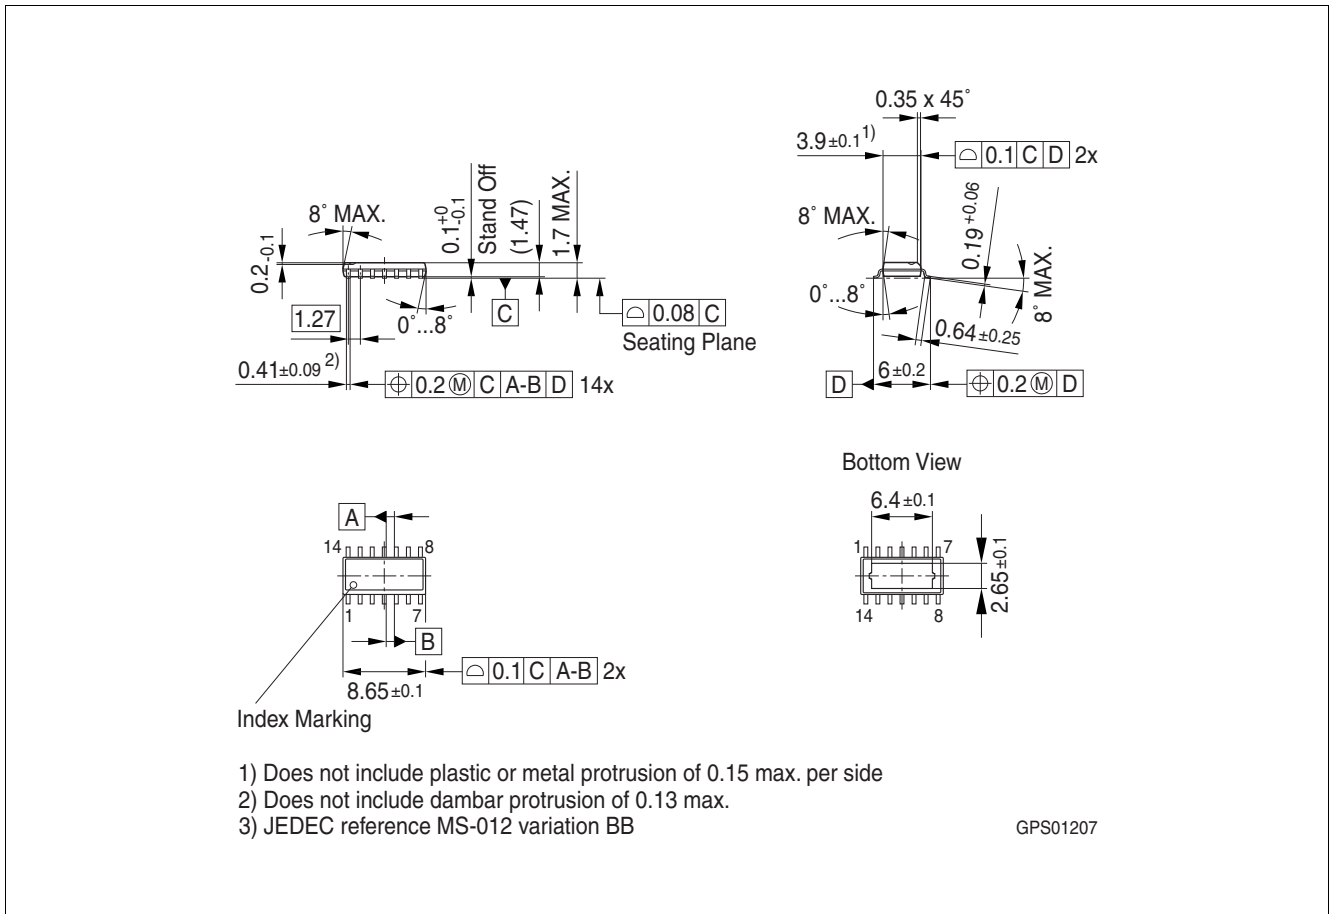 0.35 x 45°
3.9±0.1 1)
⌓ 0.1 C D 2x
8° MAX.
0.19 +0.06
8° MAX.
0°...8°
0.64±0.25
D
6±0.2
⌖ 0.2 Ⓜ D
8° MAX.
0.2 -0.1
0.1 +0 -0.1
Stand Off
(1.47)
1.7 MAX.
1.27
0°...8°
C
⌓ 0.08 C
Seating Plane
0.41±0.09 2)
⌖ 0.2 Ⓜ C A-B D 14x
A
14 8
1 7
B
⌓ 0.1 C A-B 2x
8.65±0.1
Index Marking
Bottom View
6.4±0.1
1 7
2.65±0.1
14 8
1) Does not include plastic or metal protrusion of 0.15 max. per side
2) Does not include dambar protrusion of 0.13 max.
3) JEDEC reference MS-012 variation BB
GPS01207